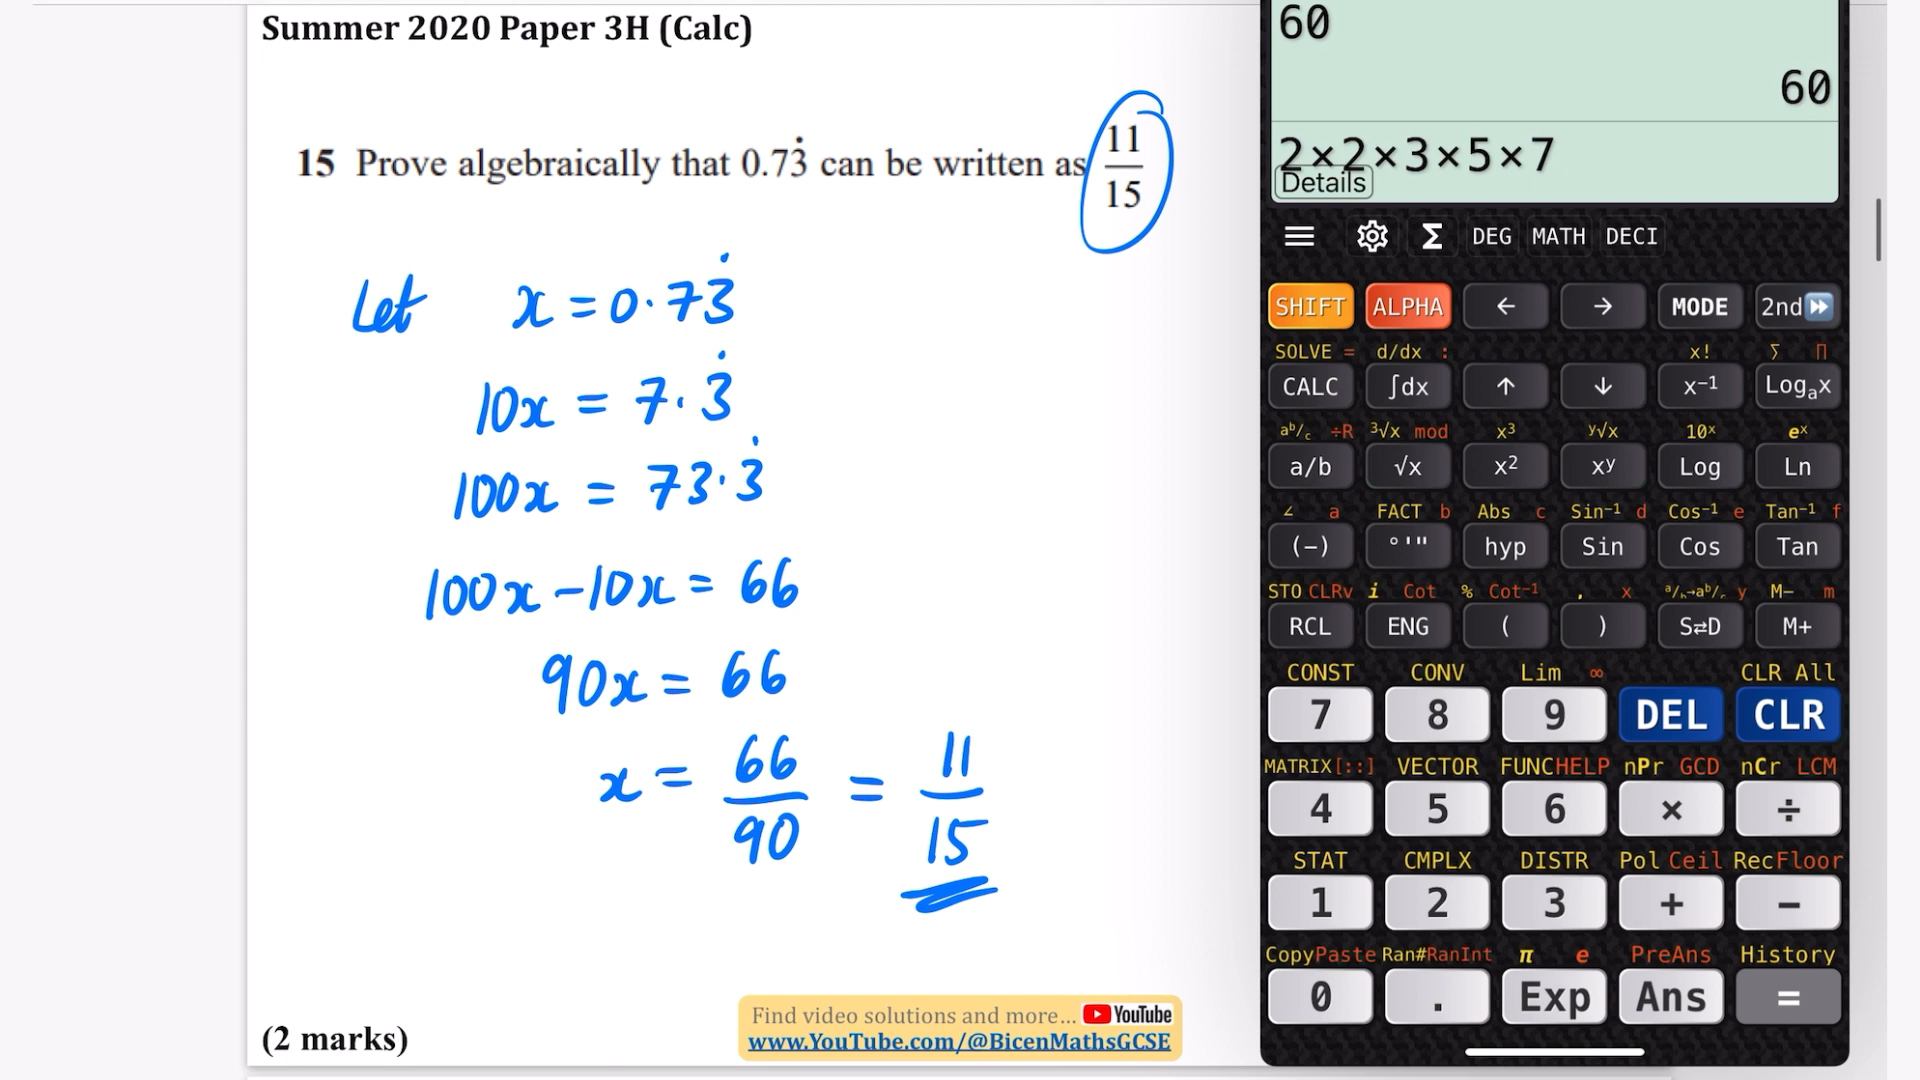 Summer 2020 Paper 3H (Calc)
15 Prove algebraically that 0.73̇ can be written as 11/15
Let x = 0.73̇
10x = 7.3̇
100x = 73.3̇
100x − 10x = 66
90x = 66
x = 66/90 = 11/15
(2 marks)
Find video solutions and more... YouTube
www.YouTube.com/@BicenMathsGCSE
60
60
2×2×3×5×7
Details
DEG MATH DECI
SHIFT ALPHA ← → MODE 2nd
SOLVE = d/dx : x! ∑ ∏
CALC ∫dx ↑ ↓ x⁻¹ Logₐx
aᵇ/꜀ ÷R ³√x mod x³ ʸ√x 10ˣ eˣ
a/b √x x² xʸ Log Ln
∠ a FACT b Abs c Sin⁻¹ d Cos⁻¹ e Tan⁻¹ f
(−) °'" hyp Sin Cos Tan
STO CLRv i Cot % Cot⁻¹ , x y M− m
RCL ENG ( ) S⇄D M+
CONST CONV Lim ∞ CLR All
7 8 9 DEL CLR
MATRIX[::] VECTOR FUNC HELP nPr GCD nCr LCM
4 5 6 × ÷
STAT CMPLX DISTR Pol Ceil Rec Floor
1 2 3 + −
Copy Paste Ran# RanInt π e PreAns History
0 . Exp Ans =